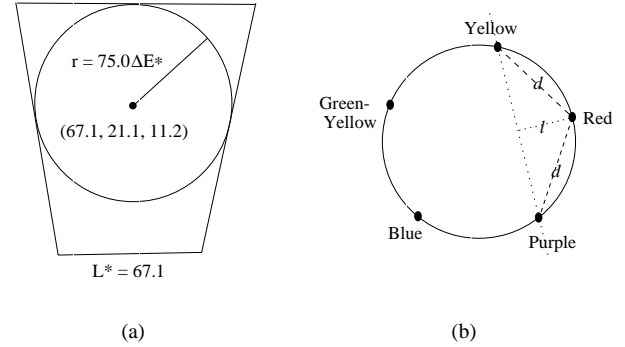 r = 75.0ΔE*
(67.1, 21.1, 11.2)
L* = 67.1
(a)
Yellow
Green-
Yellow
d
Red
l
d
Blue
Purple
(b)